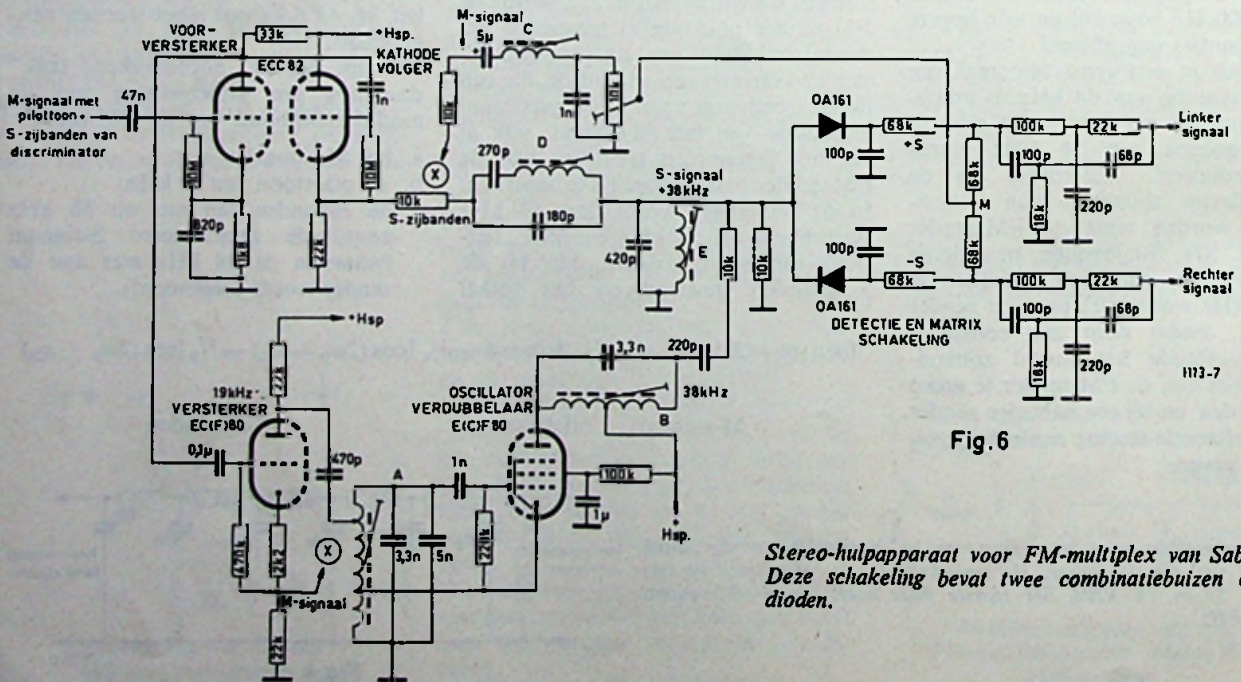 VOOR-
VERSTERKER
33k
+Hsp.
ECC82
KATHODE
VOLGER
M-signaal
5µ
C
M-signaal met
pilottoon
S-zijbanden van
discriminator
47n
10M
820p
1k8
22k
10M
1n
10k
X
1n
10k
270p
D
10k
S-zijbanden
180p
S-signaal
+38kHz
420p
E
10k
10k
OA161
100p
68k
+S
68k
M
68k
100p
OA161
68k
-S
100k
22k
100p
68p
18k
220p
Linker
signaal
100k
22k
100p
68p
18k
220p
Rechter
signaal
DETECTIE EN MATRIX
SCHAKELING
+Hsp
22k
19kHz
VERSTERKER
EC(F)80
0,1µ
470p
470k
2k2
X
M-signaal
22k
A
3,3n
5n
1n
220k
OSCILLATOR
VERDUBBELAAR
E(C)F80
3,3n
220p
38kHz
B
100k
1µ
Hsp.
1173-7
Fig.6
Stereo-hulpapparaat voor FM-multiplex van Sab
Deze schakeling bevat twee combinatiebuizen
dioden.